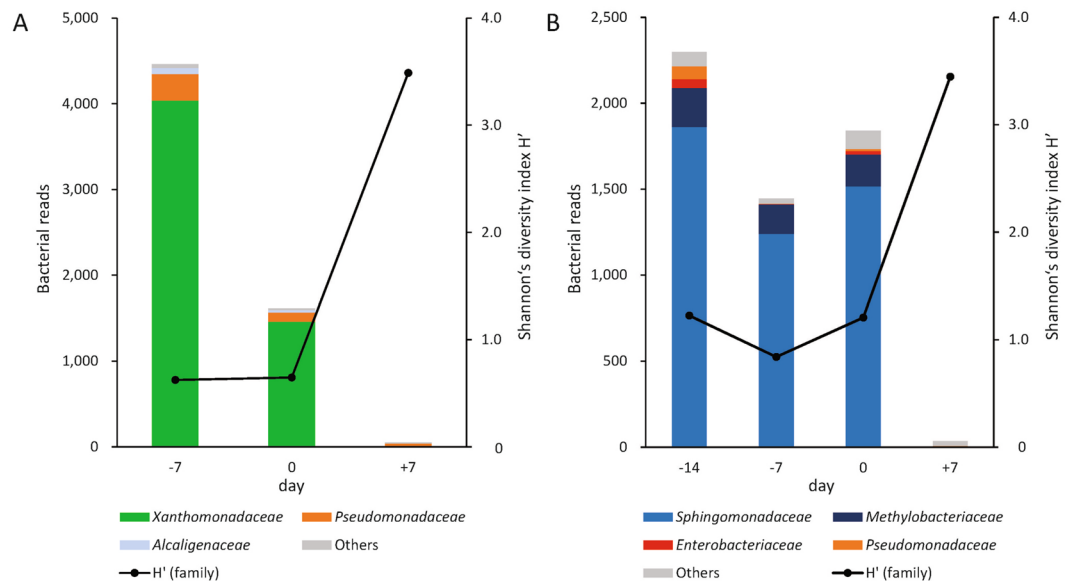 A
5,000
4,000
3,000
2,000
1,000
0
Bacterial reads
4.0
3.0
2.0
1.0
0
Shannon‘s diversity index H’
-7 0 +7
day
Xanthomonadaceae Pseudomonadaceae
Alcaligenaceae Others
H' (family)
B
2,500
2,000
1,500
1,000
500
0
Bacterial reads
4.0
3.0
2.0
1.0
0
Shannon‘s diversity index H’
-14 -7 0 +7
day
Sphingomonadaceae Methylobacteriaceae
Enterobacteriaceae Pseudomonadaceae
Others H' (family)